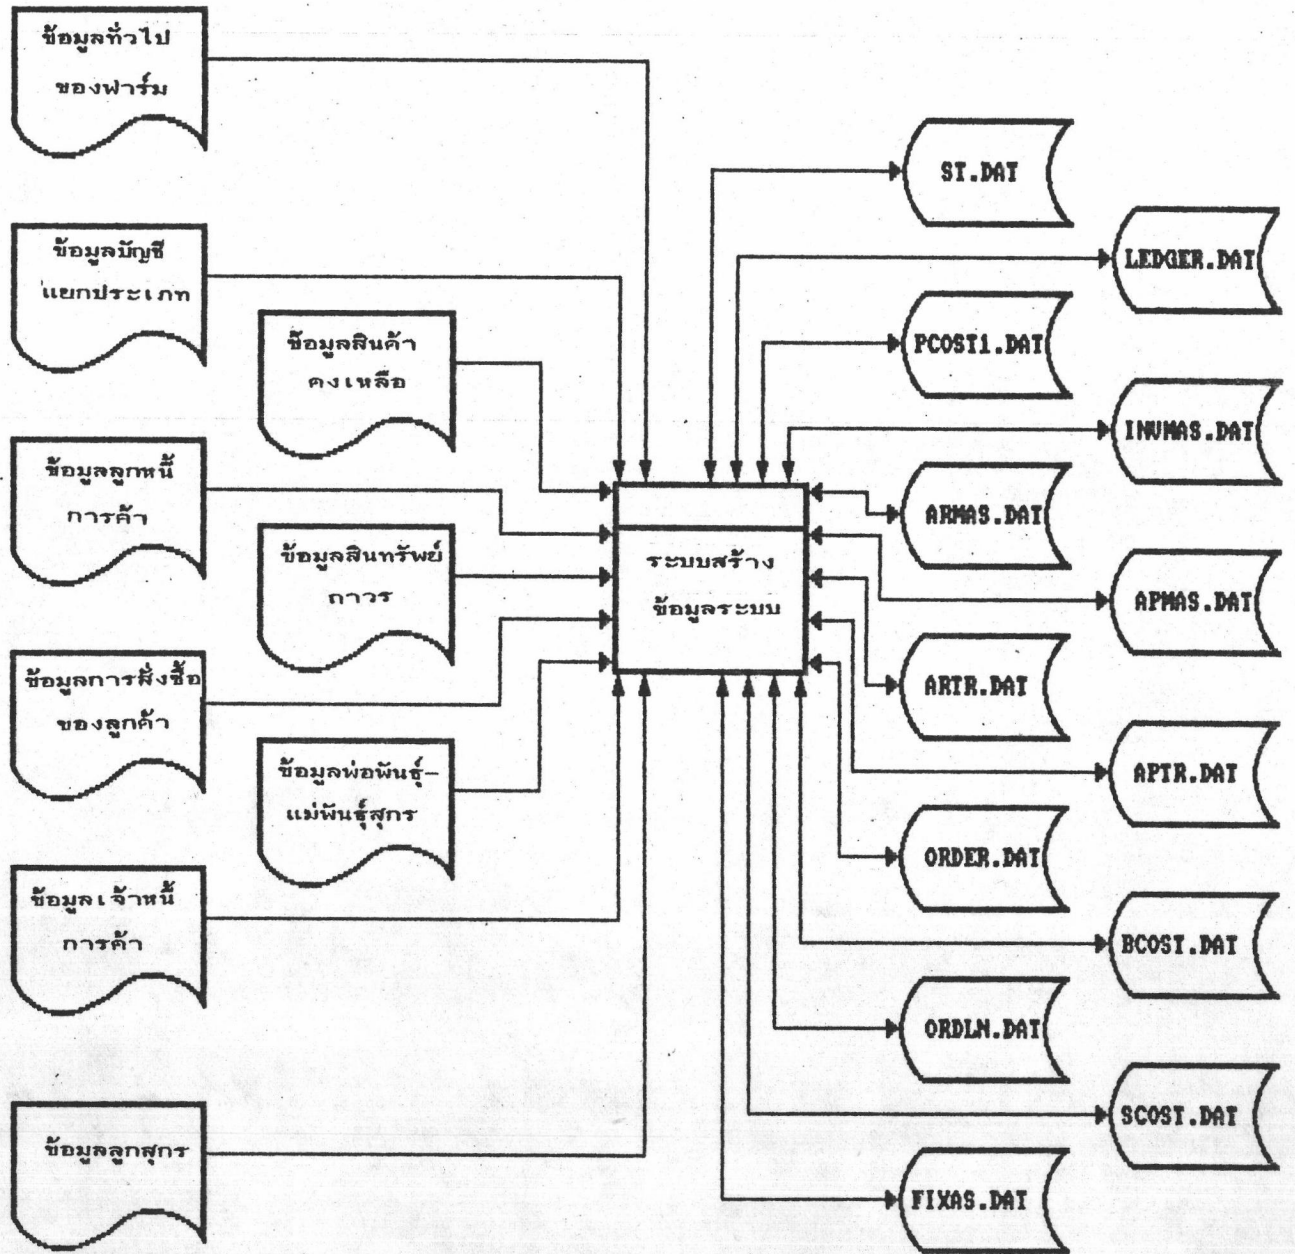 ข้อมูลทั่วไป
ของฟาร์ม
ข้อมูลบัญชี
แยกประเภท
ข้อมูลสินค้า
คงเหลือ
ข้อมูลลูกหนี้
การค้า
ข้อมูลสินทรัพย์
ถาวร
ข้อมูลการสั่งซื้อ
ของลูกค้า
ข้อมูลพ่อพันธุ์-
แม่พันธุ์สุกร
ข้อมูลเจ้าหนี้
การค้า
ข้อมูลลูกสุกร
ระบบสร้าง
ข้อมูลระบบ
ST.DAT
LEDGER.DAT
PCOST1.DAT
INVMAS.DAT
ARMAS.DAT
APMAS.DAT
ARTR.DAT
APTR.DAT
ORDER.DAT
BCOST.DAT
ORDLN.DAT
SCOST.DAT
FIXAS.DAT